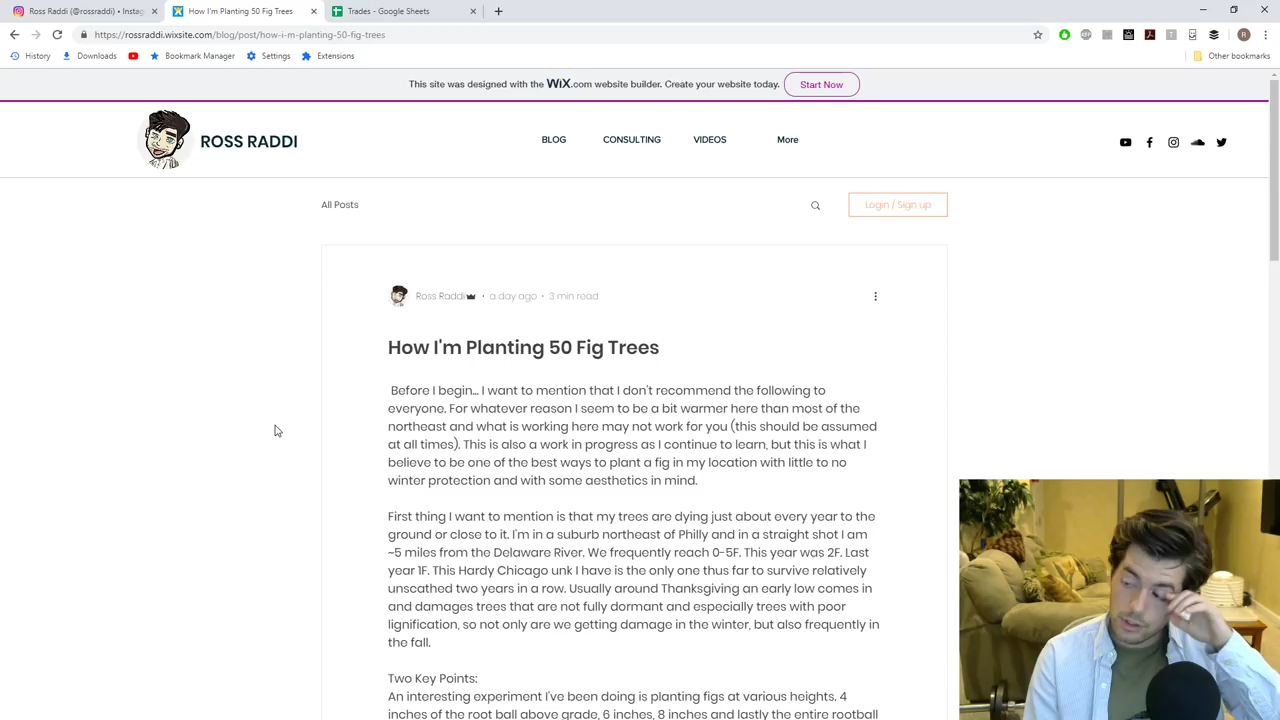 Ross Raddi (@rossraddi) • Instag
How I'm Planting 50 Fig Trees
Trades - Google Sheets
https://rossraddi.wixsite.com/blog/post/how-i-m-planting-50-fig-trees
History
Downloads
Bookmark Manager
Settings
Extensions
Other bookmarks
This site was designed with the WiX.com website builder. Create your website today.
Start Now
ROSS RADDI
BLOG
CONSULTING
VIDEOS
More
All Posts
Login / Sign up
Ross Raddi • a day ago • 3 min read
How I'm Planting 50 Fig Trees
Before I begin... I want to mention that I don't recommend the following to
everyone. For whatever reason I seem to be a bit warmer here than most of the
northeast and what is working here may not work for you (this should be assumed
at all times). This is also a work in progress as I continue to learn, but this is what I
believe to be one of the best ways to plant a fig in my location with little to no
winter protection and with some aesthetics in mind.
First thing I want to mention is that my trees are dying just about every year to the
ground or close to it. I'm in a suburb northeast of Philly and in a straight shot I am
~5 miles from the Delaware River. We frequently reach 0-5F. This year was 2F. Last
year 1F. This Hardy Chicago unk I have is the only one thus far to survive relatively
unscathed two years in a row. Usually around Thanksgiving an early low comes in
and damages trees that are not fully dormant and especially trees with poor
lignification, so not only are we getting damage in the winter, but also frequently in
the fall.
Two Key Points:
An interesting experiment I've been doing is planting figs at various heights. 4
inches of the root ball above grade, 6 inches, 8 inches and lastly the entire rootball